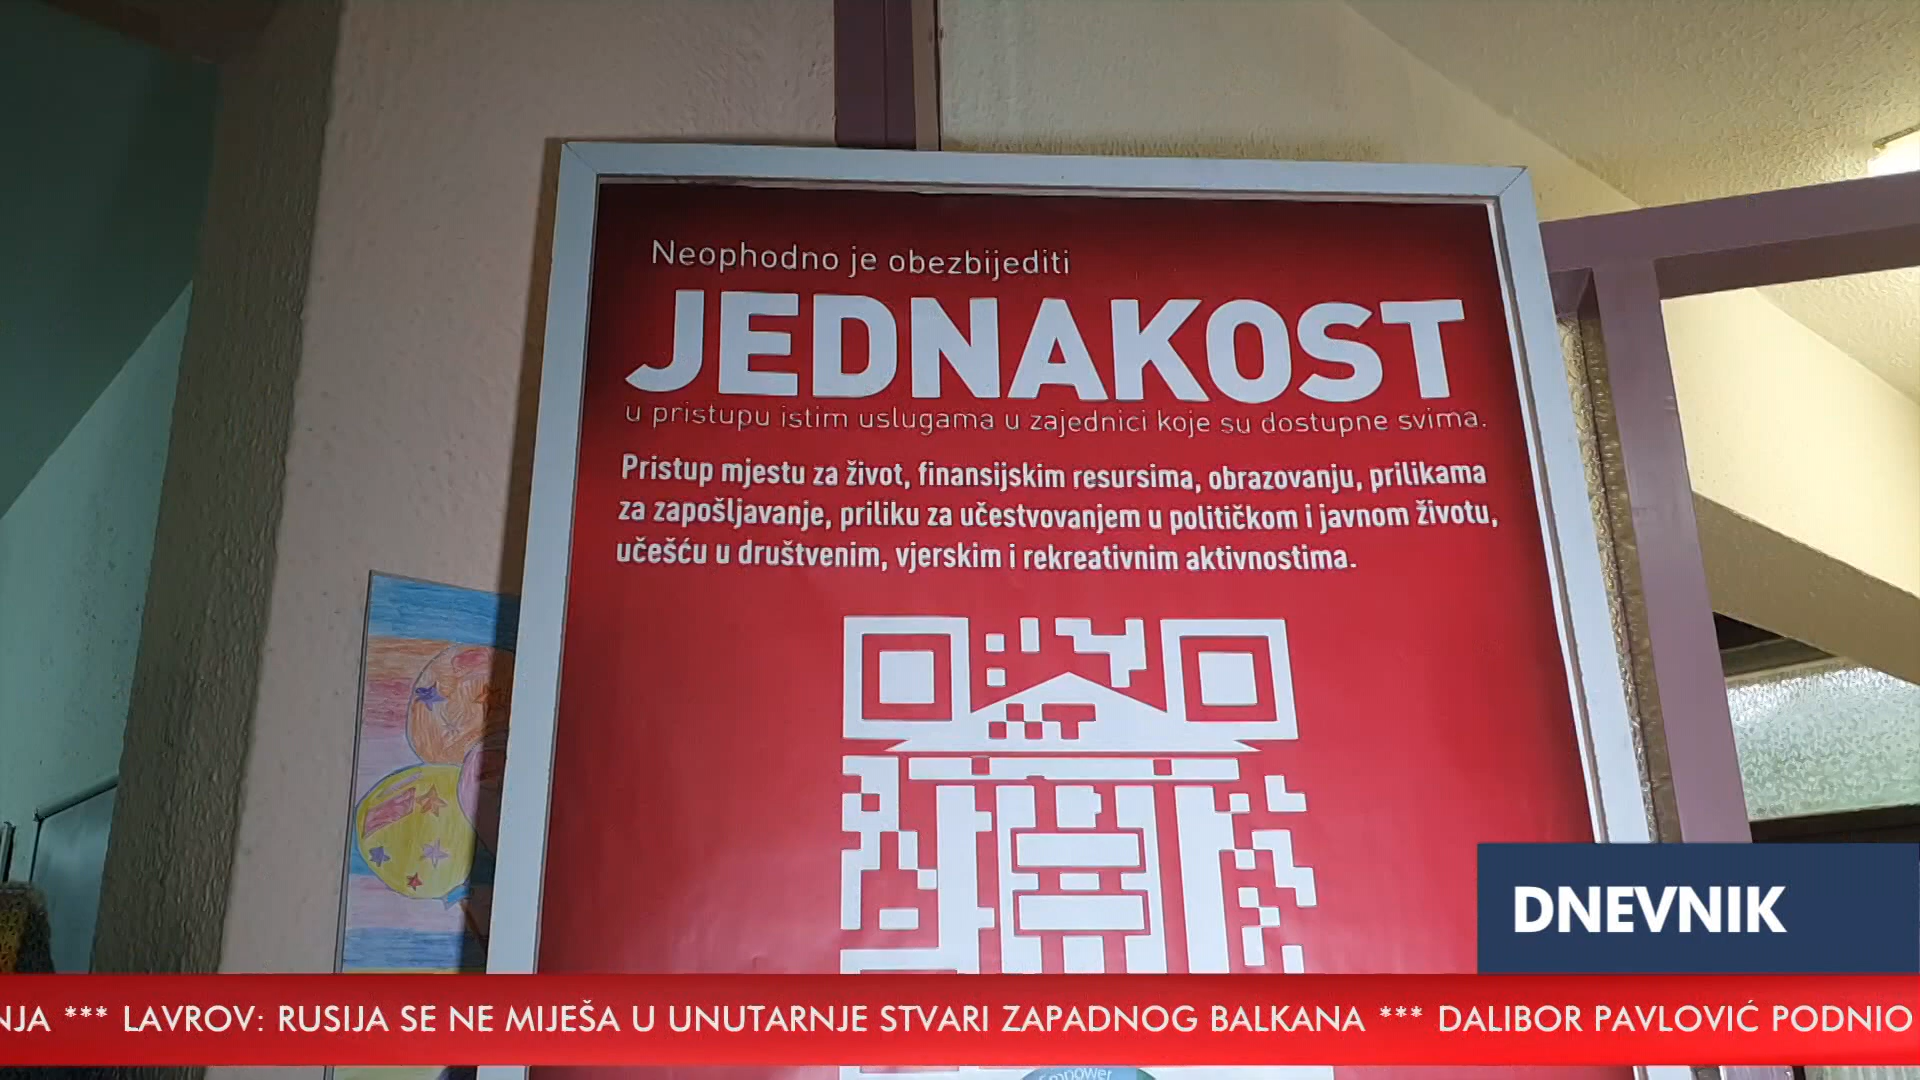 Neophodno je obezbijediti
JEDNAKOST
u pristupu istim uslugama u zajednici koje su dostupne svima.
Pristup mjestu za život, finansijskim resursima, obrazovanju, prilikama
za zapošljavanje, priliku za učestvovanjem u političkom i javnom životu,
učešću u društvenim, vjerskim i rekreativnim aktivnostima.
DNEVNIK
NJA *** LAVROV: RUSIJA SE NE MIJEŠA U UNUTARNJE STVARI ZAPADNOG BALKANA *** DALIBOR PAVLOVIĆ PODNIO